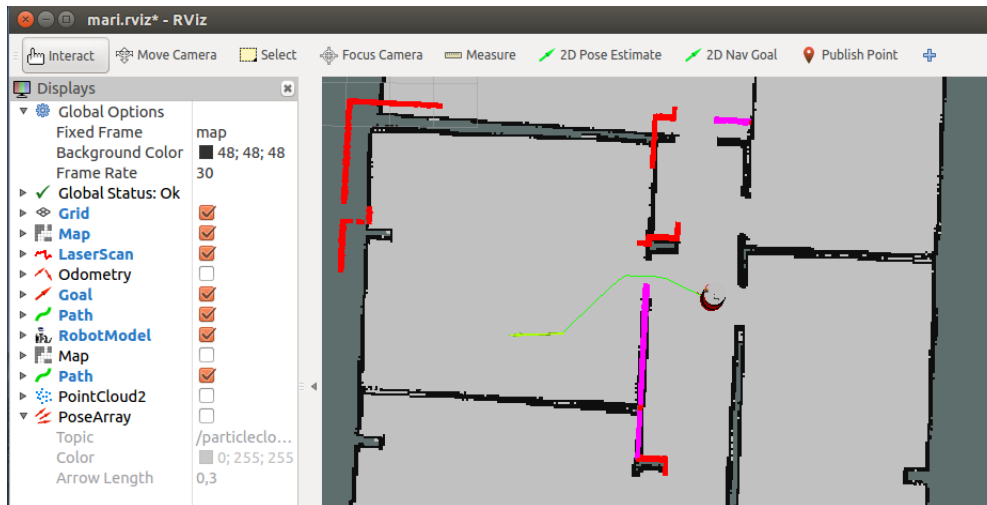 mari.rviz* - RViz
Interact Move Camera Select Focus Camera Measure 2D Pose Estimate 2D Nav Goal Publish Point
Displays
Global Options
Fixed Frame map
Background Color 48; 48; 48
Frame Rate 30
Global Status: Ok
Grid
Map
LaserScan
Odometry
Goal
Path
RobotModel
Map
Path
PointCloud2
PoseArray
Topic /particleclo...
Color 0; 255; 255
Arrow Length 0,3